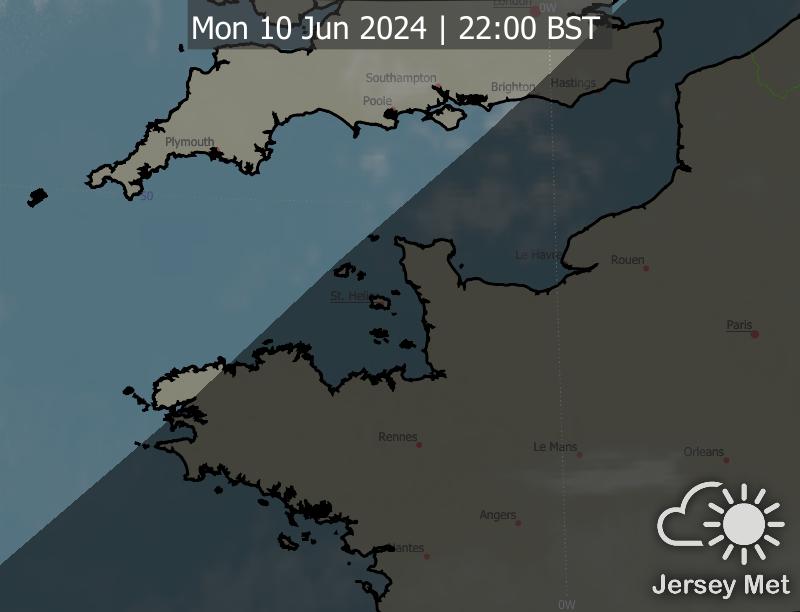 London
0W
Mon 10 Jun 2024 | 22:00 BST
Southampton
Brighton
Hastings
Poole
Plymouth
50
Le Havre
Rouen
St. Helier
Paris
Rennes
Le Mans
Orleans
Angers
Nantes
Jersey Met
0W